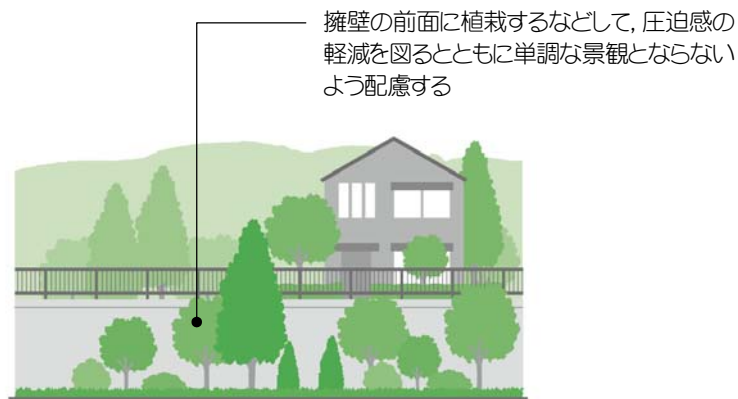 擁壁の前面に植栽するなどして,圧迫感の
軽減を図るとともに単調な景観とならない
よう配慮する